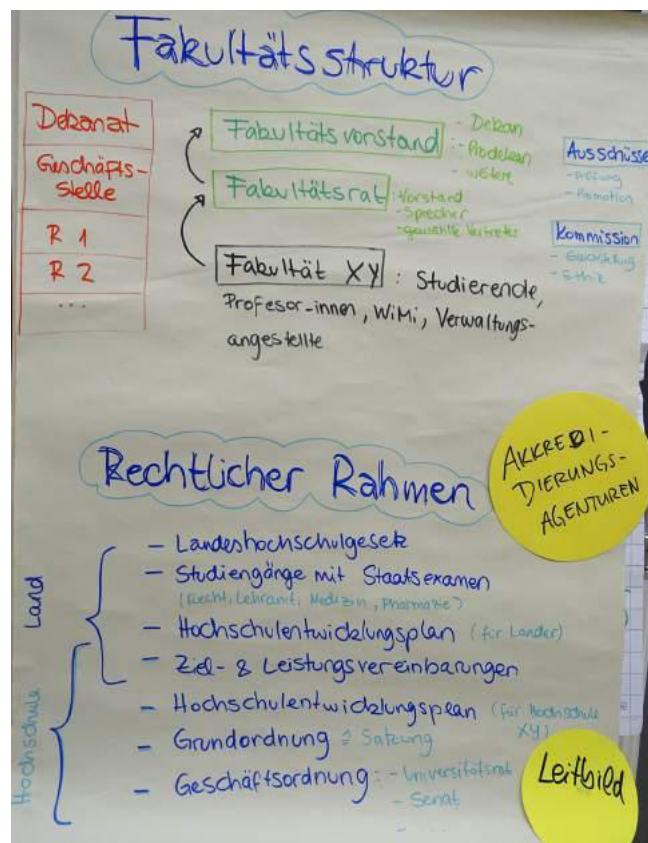 Fakultätsstruktur
Dekanat
Geschäfts-
stelle
R 1
R 2
...
Fakultätsvorstand
- Dekan
- Prodekan
- weitere
Fakultätsrat
: Vorstand
- Sprecher
- gewählte Vertreter
Fakultät XY : Studierende,
Profesor-innen, WiMi, Verwaltungs-
angestellte
Ausschüsse
- Prüfung
- Promotion
Kommission
- Ethik
Rechtlicher Rahmen
AKKREDI-
DIERUNGS-
AGENTUREN
Land
- Landeshochschulgesetz
- Studiengänge mit Staatsexamen
(Recht, Lehramt, Medizin, Pharmazie)
- Hochschulentwicklungsplan (für Länder)
- Ziel- & Leistungsvereinbarungen
Hochschule
- Hochschulentwicklungsplan (für Hochschule
XY)
- Grundordnung Satzung
- Geschäftsordnung: - Universitätsrat
- Senat
Leitbild